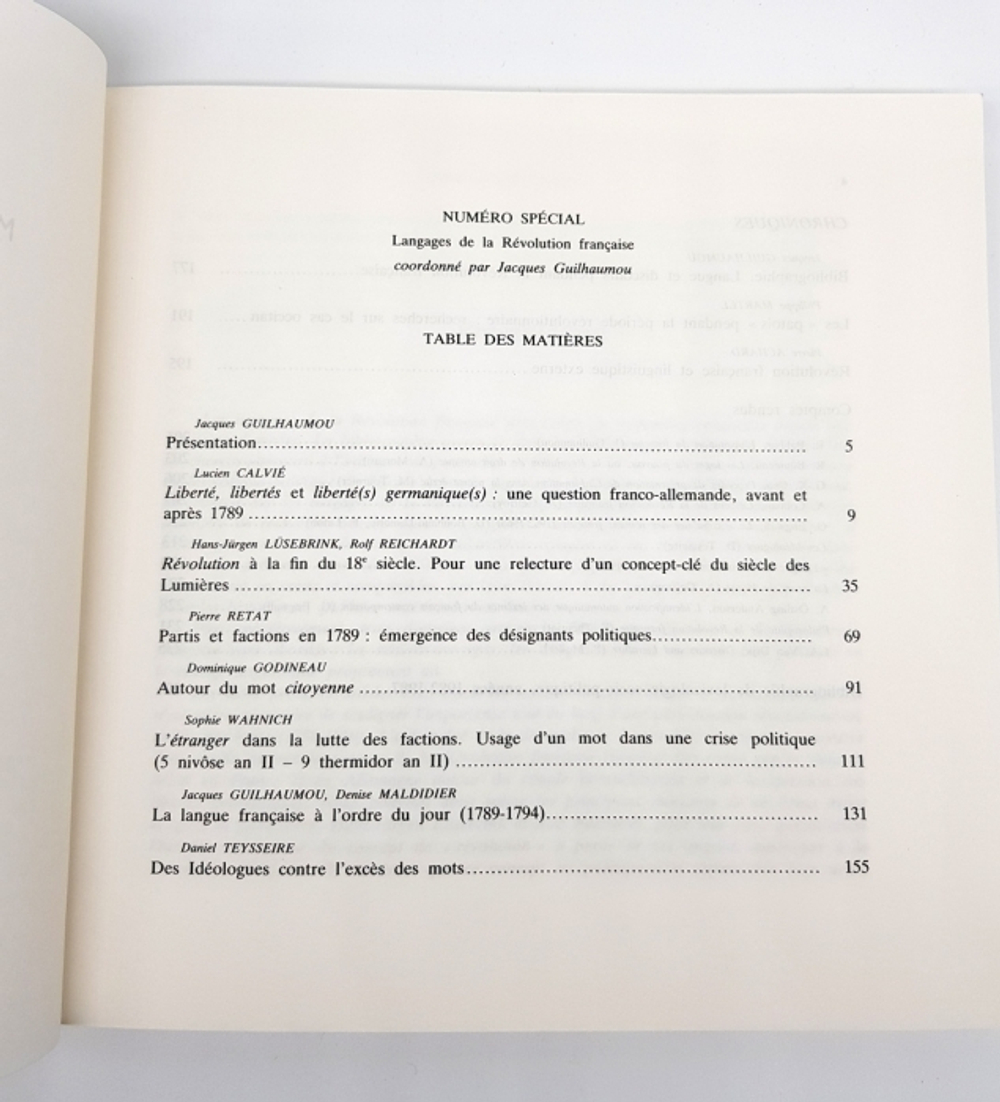 NUMÉRO SPÉCIAL
Langages de la Révolution française
coordonné par Jacques Guilhaumou
TABLE DES MATIÈRES
Jacques GUILHAUMOU
Présentation.......... 5
Lucien CALVIÉ
Liberté, libertés et liberté(s) germanique(s) : une question franco-allemande, avant et
après 1789 .......... 9
Hans-Jürgen LÜSEBRINK, Rolf REICHARDT
Révolution à la fin du 18e siècle. Pour une relecture d'un concept-clé du siècle des
Lumières .......... 35
Pierre RETAT
Partis et factions en 1789 : émergence des désignants politiques.......... 69
Dominique GODINEAU
Autour du mot citoyenne .......... 91
Sophie WAHNICH
L'étranger dans la lutte des factions. Usage d'un mot dans une crise politique
(5 nivôse an II – 9 thermidor an II) .......... 111
Jacques GUILHAUMOU, Denise MALDIDIER
La langue française à l'ordre du jour (1789-1794).......... 131
Daniel TEYSSEIRE
Des Idéologues contre l'excès des mots.......... 155